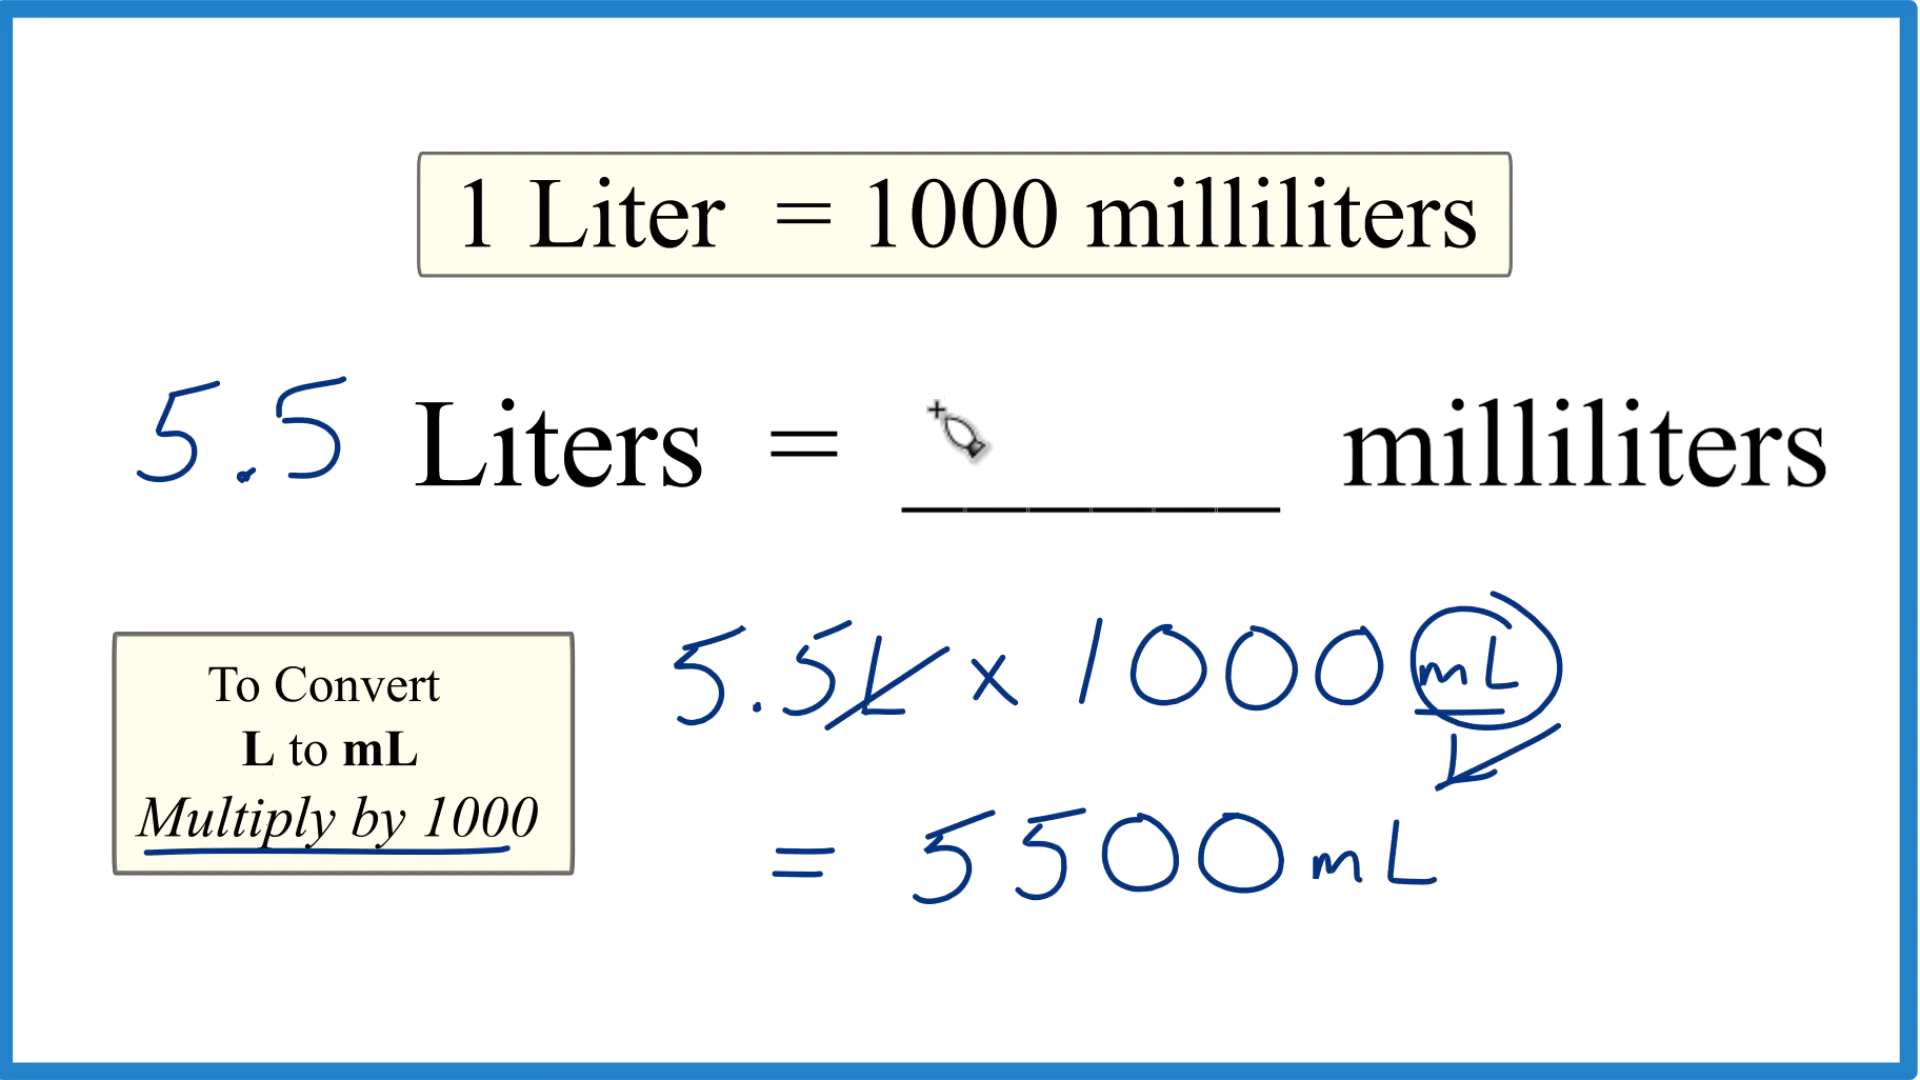 1 Liter = 1000 milliliters
5.5 Liters = ______ milliliters
To Convert
L to mL
Multiply by 1000
5.5L x 1000 mL
L
= 5500 mL